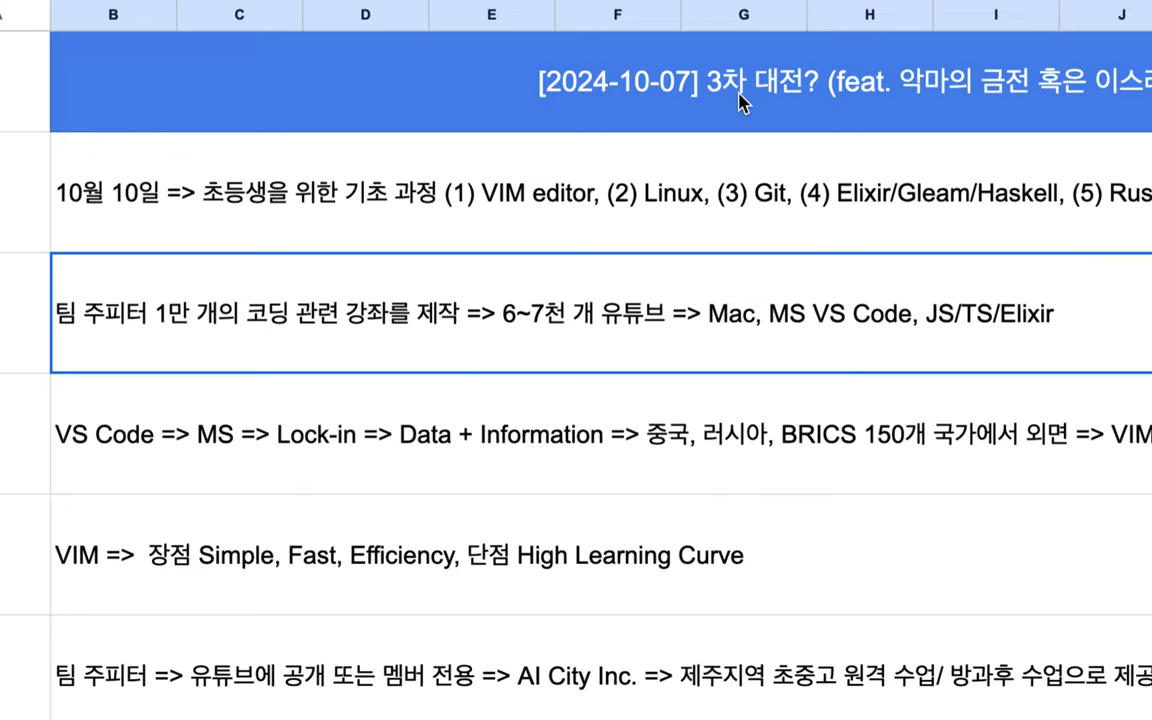 B C D E F G H I J
[2024-10-07] 3차 대전? (feat. 악마의 금전 혹은 이스
10월 10일 => 초등생을 위한 기초 과정 (1) VIM editor, (2) Linux, (3) Git, (4) Elixir/Gleam/Haskell, (5) Rus
팀 주피터 1만 개의 코딩 관련 강좌를 제작 => 6~7천 개 유튜브 => Mac, MS VS Code, JS/TS/Elixir
VS Code => MS => Lock-in => Data + Information => 중국, 러시아, BRICS 150개 국가에서 외면 => VIM
VIM => 장점 Simple, Fast, Efficiency, 단점 High Learning Curve
팀 주피터 => 유튜브에 공개 또는 멤버 전용 => AI City Inc. => 제주지역 초중고 원격 수업/ 방과후 수업으로 제공